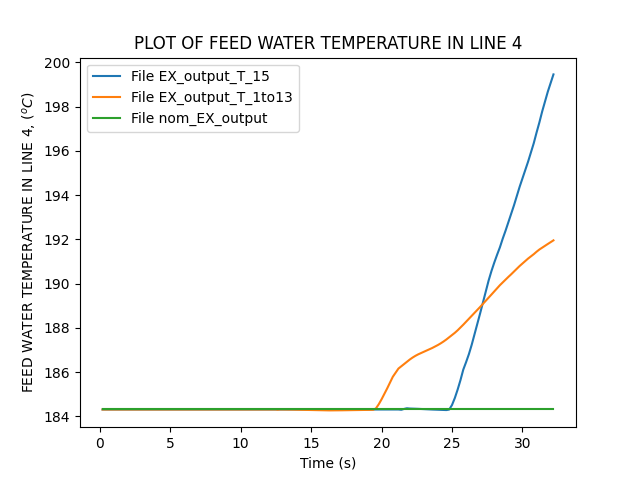 PLOT OF FEED WATER TEMPERATURE IN LINE 4
200
198
196
194
192
190
188
186
184
FEED WATER TEMPERATURE IN LINE 4, (°C)
File EX_output_T_15
File EX_output_T_1to13
File nom_EX_output
0 5 10 15 20 25 30
Time (s)